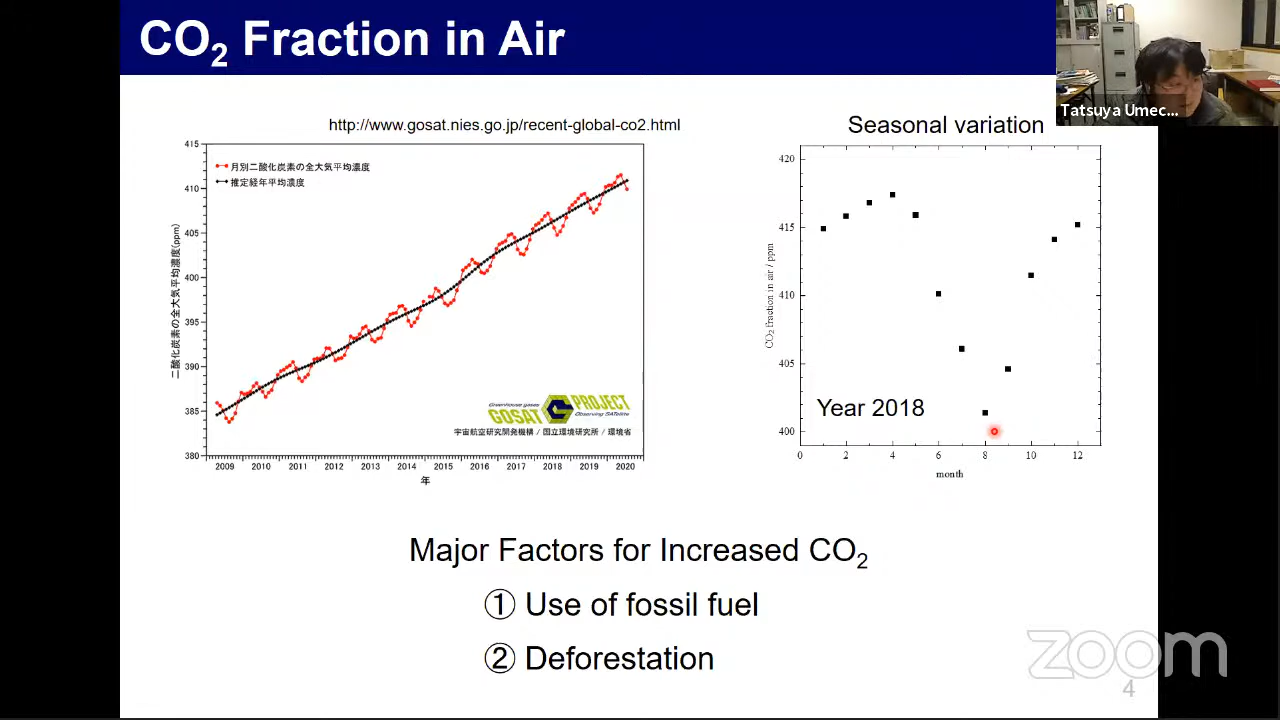 CO2 Fraction in Air
Tatsuya Umec...
http://www.gosat.nies.go.jp/recent-global-co2.html
415
410
405
400
395
390
385
380
二酸化炭素の全大気平均濃度(ppm)
月別二酸化炭素の全大気平均濃度
推定経年平均濃度
Greenhouse gases
GOSAT PROJECT
Observing SATellite
宇宙航空研究開発機構 / 国立環境研究所 / 環境省
2009 2010 2011 2012 2013 2014 2015 2016 2017 2018 2019 2020
年
Seasonal variation
420
415
410
405
400
CO2 fraction in air / ppm
Year 2018
0 2 4 6 8 10 12
month
Major Factors for Increased CO2
① Use of fossil fuel
② Deforestation
zoom
4